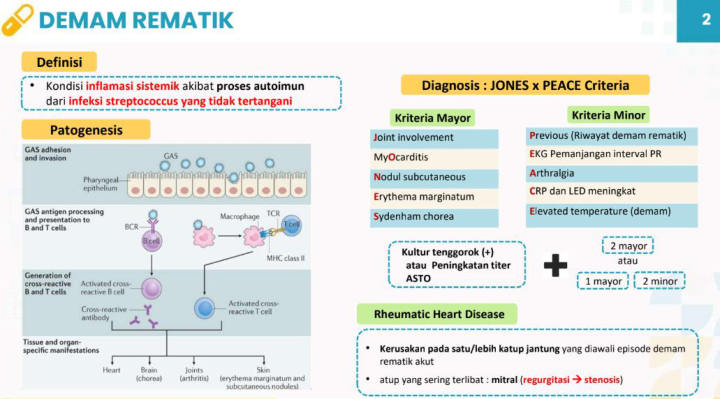 DEMAM REMATIK
2
Definisi
• Kondisi inflamasi sistemik akibat proses autoimun
dari infeksi streptococcus yang tidak tertangani
Patogenesis
GAS adhesion
and invasion
GAS
Pharyngeal
epithelium
GAS antigen processing
and presentation to
B and T cells
BCR
B cell
Macrophage
TCR
T cell
MHC class II
Generation of
cross-reactive
B and T cells
Activated cross-
reactive B cell
Cross-reactive
antibody
Activated cross-
reactive T cell
Tissue and organ-
specific manifestations
Heart
Brain
(chorea)
Joints
(arthritis)
Skin
(erythema marginatum and
subcutaneous nodules)
Diagnosis : JONES x PEACE Criteria
Kriteria Mayor
Joint involvement
MyOcarditis
Nodul subcutaneous
Erythema marginatum
Sydenham chorea
Kriteria Minor
Previous (Riwayat demam rematik)
EKG Pemanjangan interval PR
Arthralgia
CRP dan LED meningkat
Elevated temperature (demam)
Kultur tenggorok (+)
atau Peningkatan titer
ASTO
+
2 mayor
atau
1 mayor
2 minor
Rheumatic Heart Disease
• Kerusakan pada satu/lebih katup jantung yang diawali episode demam
rematik akut
• atup yang sering terlibat : mitral (regurgitasi → stenosis)